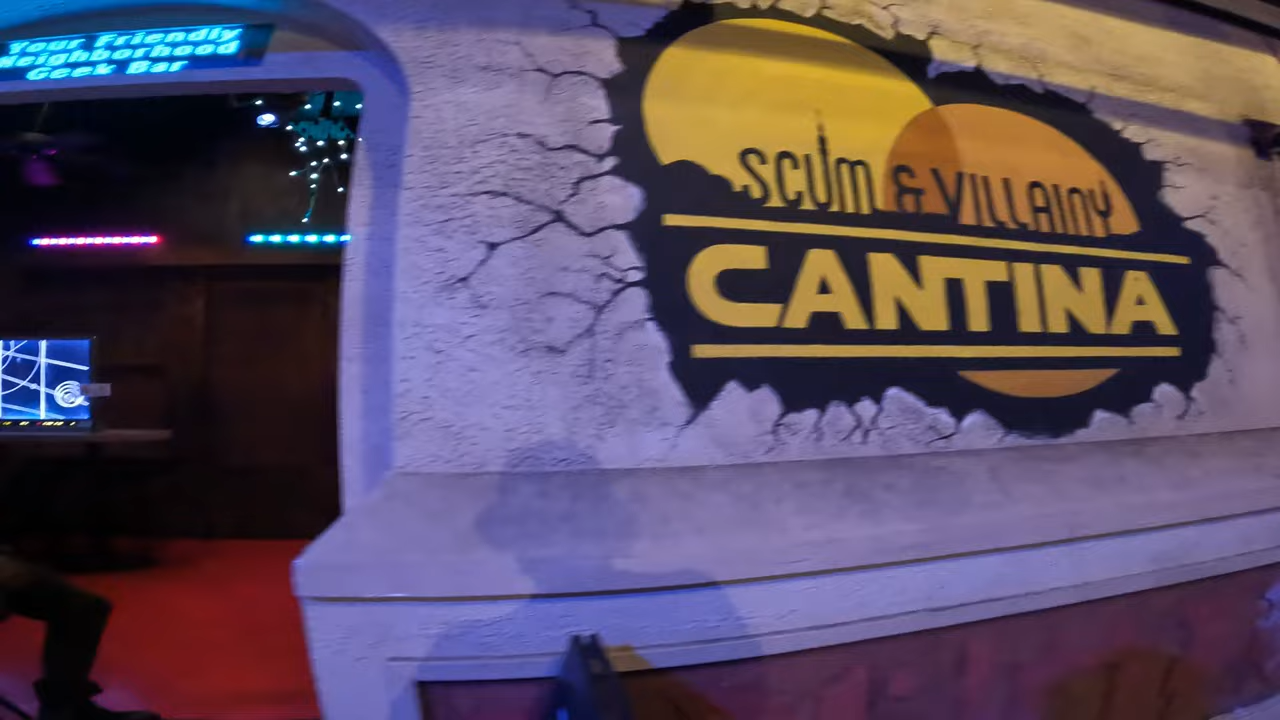 Your Friendly
Neighborhood
Geek Bar
SCUM & VILLAINY
CANTINA